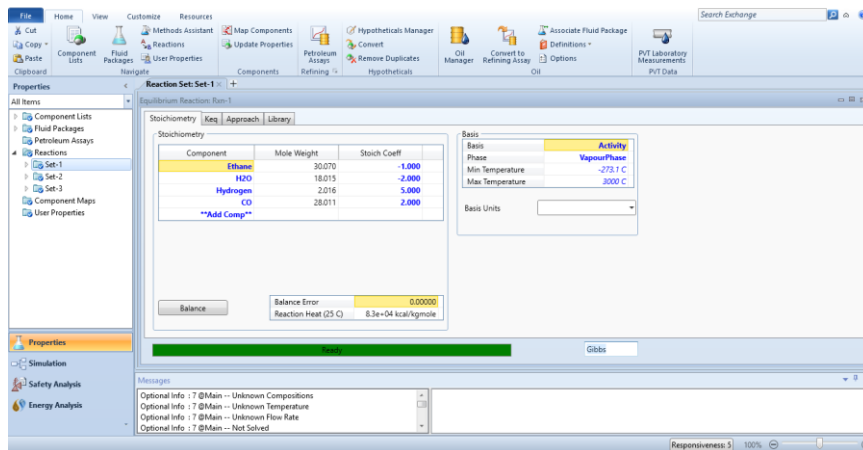 File Home View Customize Resources Search Exchange
Cut Methods Assistant Map Components Hypotheticals Manager Associate Fluid Package
Copy Reactions Update Properties Convert Definitions
Paste User Properties Remove Duplicates Options
Component Lists Fluid Packages Petroleum Assays Oil Manager Convert to Refining Assay PVT Laboratory Measurements
Clipboard Navigate Components Refining Hypotheticals Oil PVT Data
Properties < Reaction Set: Set-1 × +
All Items Equilibrium Reaction: Rxn-1
Component Lists
Fluid Packages
Petroleum Assays
Reactions
Set-1
Set-2
Set-3
Component Maps
User Properties
Stoichiometry Keq Approach Library
Stoichiometry
Component Mole Weight Stoich Coeff
Ethane 30.070 -1.000
H2O 18.015 -2.000
Hydrogen 2.016 5.000
CO 28.011 2.000
**Add Comp**
Balance
Balance Error 0.00000
Reaction Heat (25 C) 8.3e+04 kcal/kgmole
Basis
Basis Activity
Phase VapourPhase
Min Temperature -273.1 C
Max Temperature 3000 C
Basis Units
Ready Gibbs
Properties
Simulation
Safety Analysis
Energy Analysis
Messages
Optional Info : 7 @Main -- Unknown Compositions
Optional Info : 7 @Main -- Unknown Temperature
Optional Info : 7 @Main -- Unknown Flow Rate
Optional Info : 7 @Main -- Not Solved
Responsiveness: 5 100%